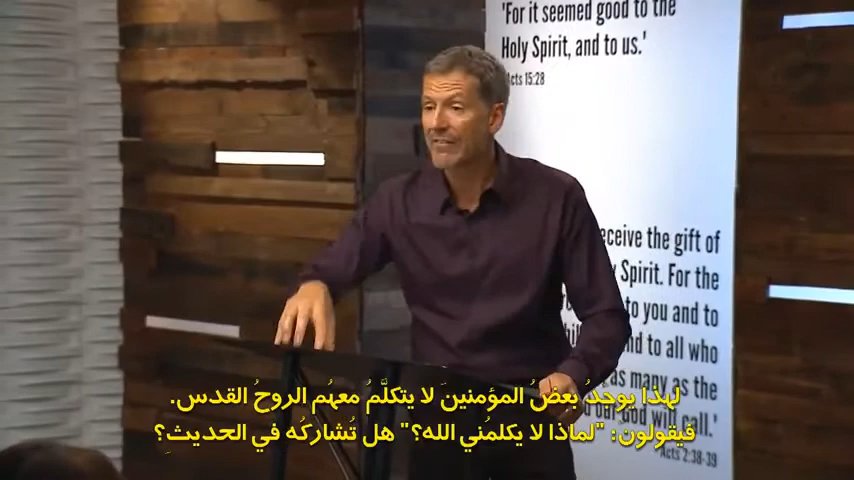 'For it seemed good to the
Holy Spirit, and to us.'
Acts 15:28
eceive the gift of
Spirit. For the
to you and to
nd to all who
as many as the
our god will call.'
Acts 2:38-39
لهذا يوجدُ بعضُ المؤمنينَ لا يتكلَّمُ معهُم الروحُ القدس.
فيقولون: "لماذا لا يكلمُني الله؟" هل تُشاركُه في الحديثِ؟